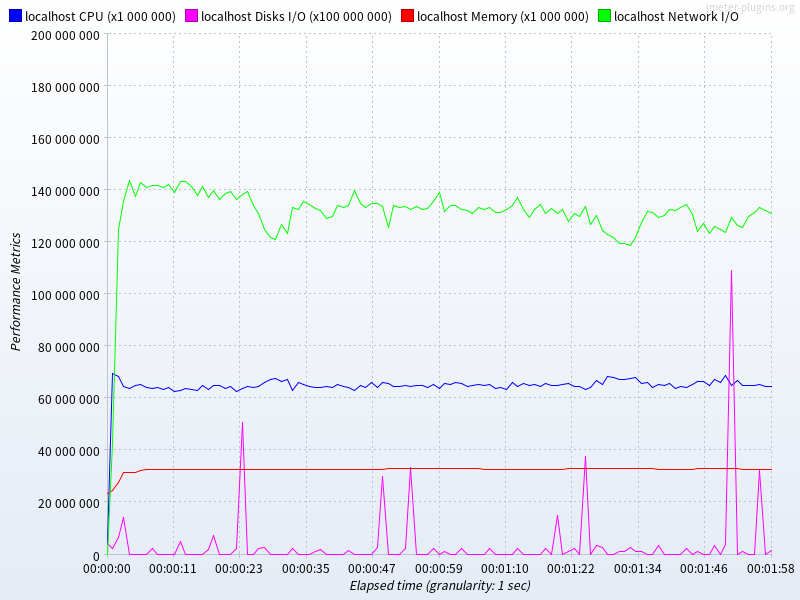 jmeter-plugins.org
localhost CPU (x1 000 000) localhost Disks I/O (x100 000 000) localhost Memory (x1 000 000) localhost Network I/O
200 000 000
180 000 000
160 000 000
140 000 000
120 000 000
100 000 000
80 000 000
60 000 000
40 000 000
20 000 000
0
Performance Metrics
00:00:00 00:00:11 00:00:23 00:00:35 00:00:47 00:00:59 00:01:10 00:01:22 00:01:34 00:01:46 00:01:58
Elapsed time (granularity: 1 sec)